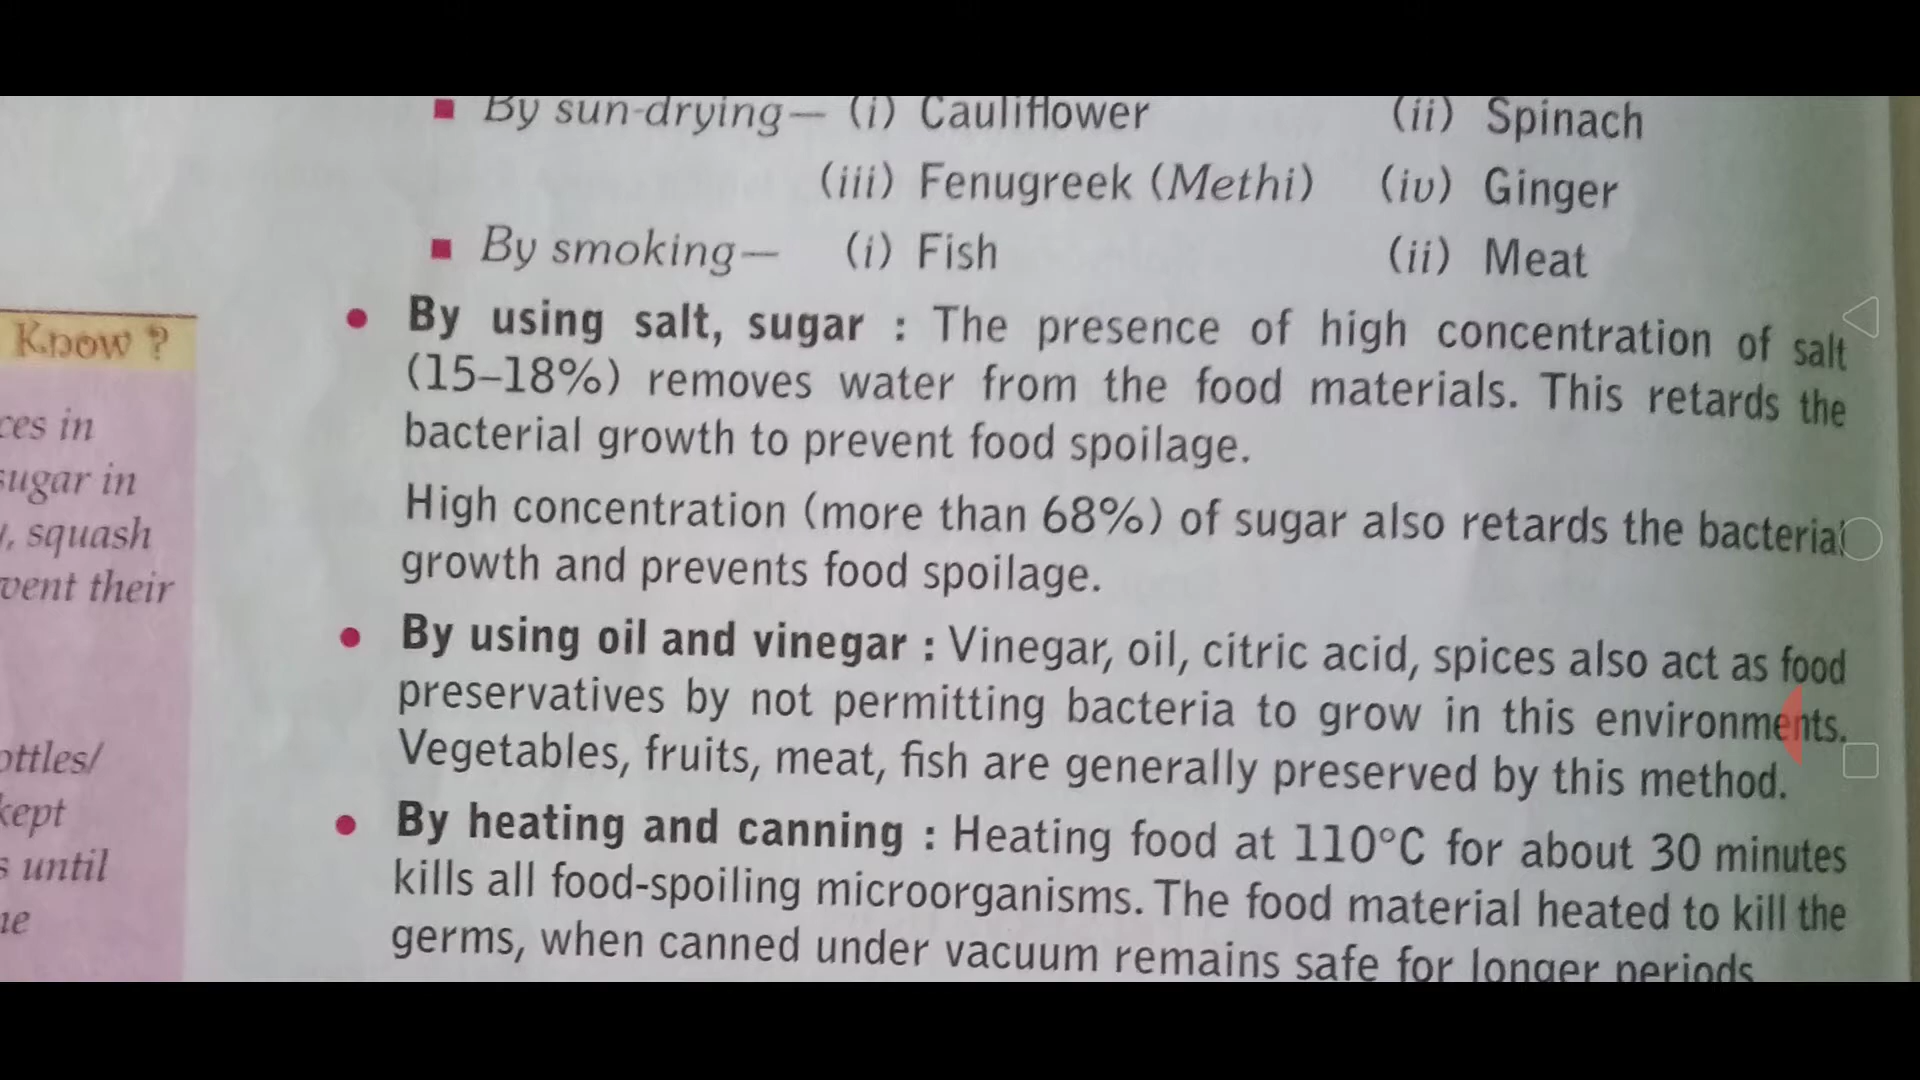 By sun-drying— (i) Cauliflower (ii) Spinach
(iii) Fenugreek (Methi) (iv) Ginger
By smoking— (i) Fish (ii) Meat
• By using salt, sugar : The presence of high concentration of salt
(15–18%) removes water from the food materials. This retards the
bacterial growth to prevent food spoilage.
High concentration (more than 68%) of sugar also retards the bacterial
growth and prevents food spoilage.
• By using oil and vinegar : Vinegar, oil, citric acid, spices also act as food
preservatives by not permitting bacteria to grow in this environments.
Vegetables, fruits, meat, fish are generally preserved by this method.
• By heating and canning : Heating food at 110°C for about 30 minutes
kills all food-spoiling microorganisms. The food material heated to kill the
germs, when canned under vacuum remains safe for longer periods
Know ?
ces in
sugar in
, squash
vent their
ottles/
kept
s until
ne